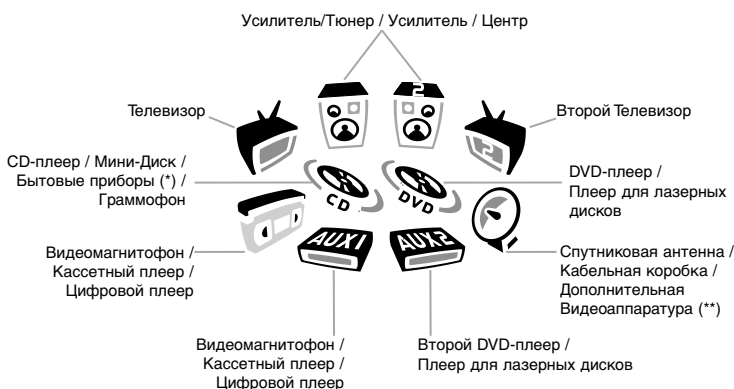 Усилитель/Тюнер / Усилитель / Центр
2
Телевизор
Второй Телевизор
2
CD-плеер / Мини-Диск /
Бытовые приборы (*) /
Граммофон
CD
DVD
DVD-плеер /
Плеер для лазерных
дисков
Видеомагнитофон /
Кассетный плеер /
Цифровой плеер
AUX1
AUX2
Спутниковая антенна /
Кабельная коробка /
Дополнительная
Видеоаппаратура (**)
Видеомагнитофон /
Кассетный плеер /
Цифровой плеер
Второй DVD-плеер /
Плеер для лазерных дисков